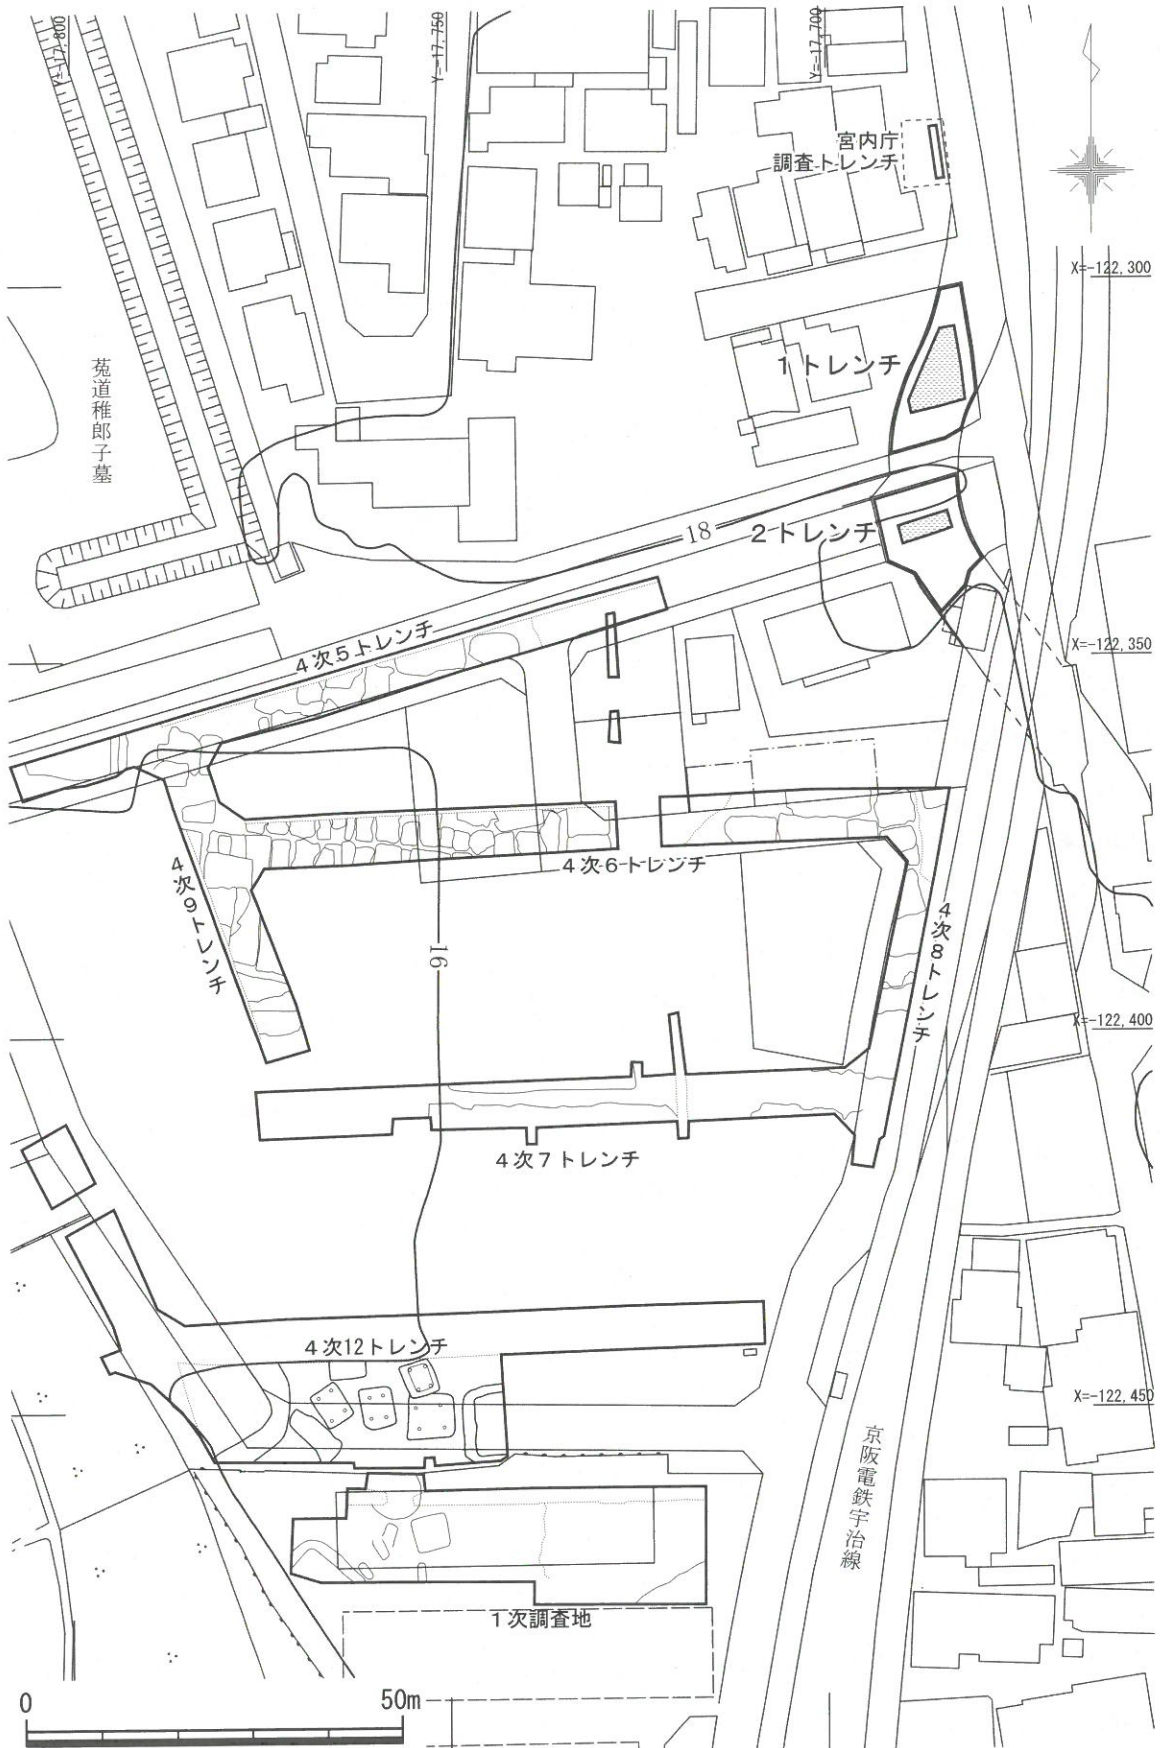 Y=-17,800
Y=-17,750
Y=-17,700
宮内庁
調査トレンチ
X=-122,300
1トレンチ
菟道稚郎子墓
18
2トレンチ
4次5トレンチ
X=-122,350
4次6トレンチ
4次9トレンチ
4次8トレンチ
16
X=-122,400
4次7トレンチ
4次12トレンチ
X=-122,450
京阪電鉄宇治線
1次調査地
0
50m